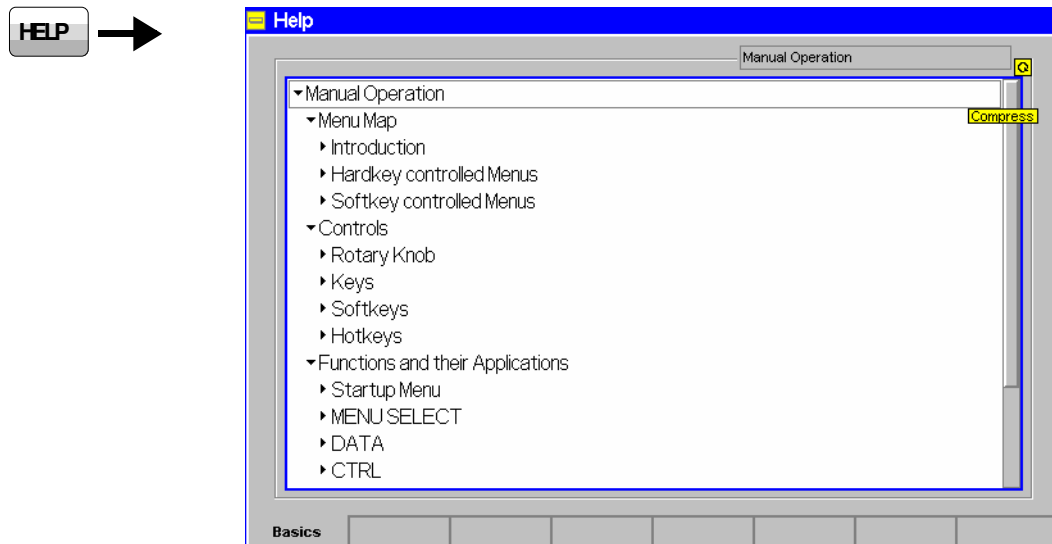 HELP
Help
Manual Operation
Manual Operation
Compress
Menu Map
Introduction
Hardkey controlled Menus
Softkey controlled Menus
Controls
Rotary Knob
Keys
Softkeys
Hotkeys
Functions and their Applications
Startup Menu
MENU SELECT
DATA
CTRL
Basics